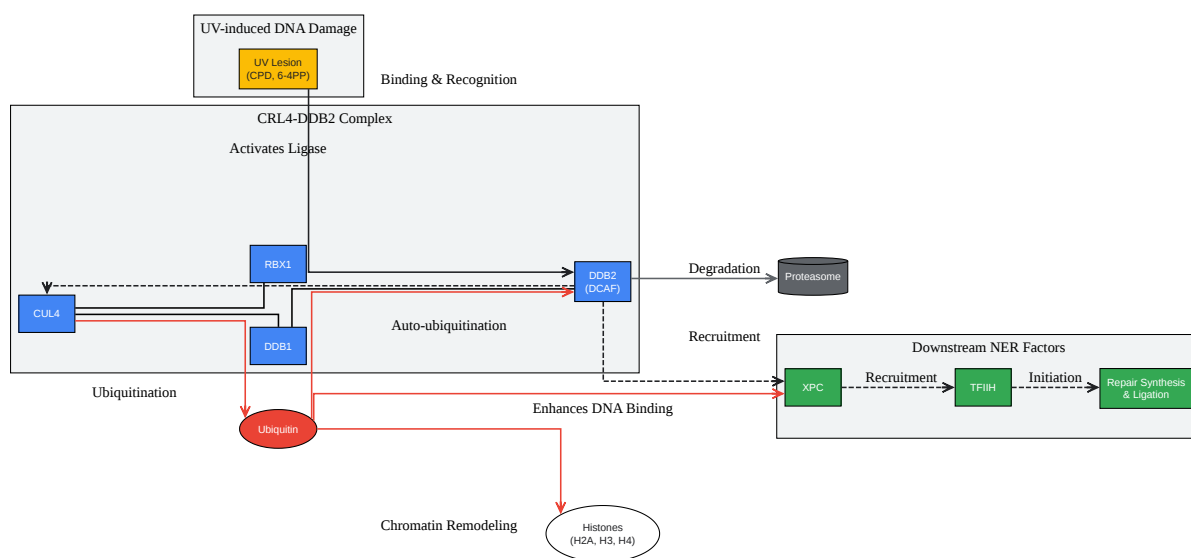 UV-induced DNA Damage
UV Lesion
(CPD, 6-4PP)
Binding & Recognition
CRL4-DDB2 Complex
Activates Ligase
RBX1
DDB2
(DCAF)
Degradation
Proteasome
CUL4
DDB1
Auto-ubiquitination
Recruitment
Downstream NER Factors
XPC
Recruitment
TFIIH
Initiation
Repair Synthesis
& Ligation
Ubiquitination
Enhances DNA Binding
Ubiquitin
Chromatin Remodeling
Histones
(H2A, H3, H4)